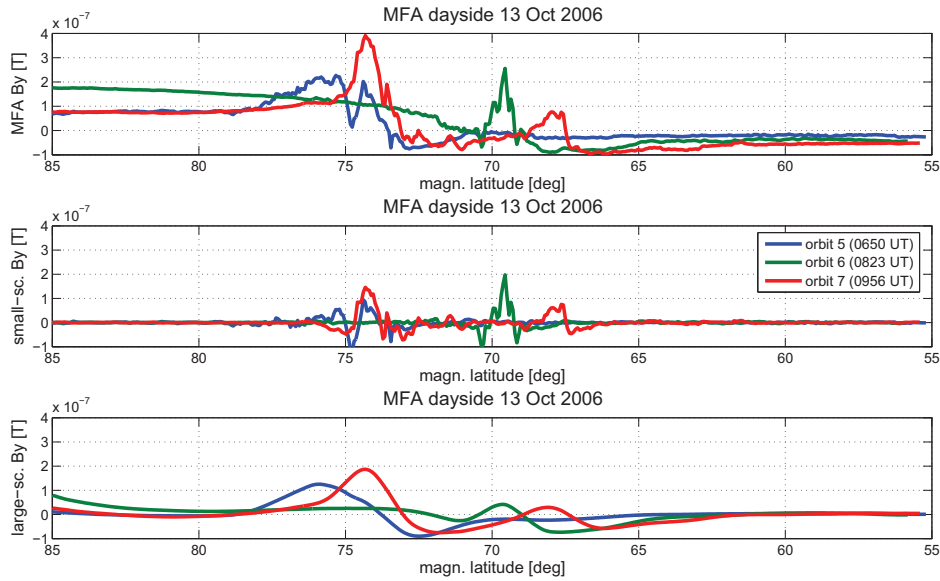 MFA dayside 13 Oct 2006
x 10⁻⁷
MFA By [T]
4
3
2
1
0
−1
85 80 75 70 65 60 55
magn. latitude [deg]
MFA dayside 13 Oct 2006
x 10⁻⁷
small-sc. By [T]
4
3
2
1
0
−1
orbit 5 (0650 UT)
orbit 6 (0823 UT)
orbit 7 (0956 UT)
85 80 75 70 65 60 55
magn. latitude [deg]
MFA dayside 13 Oct 2006
x 10⁻⁷
large-sc. By [T]
4
3
2
1
0
−1
85 80 75 70 65 60 55
magn. latitude [deg]